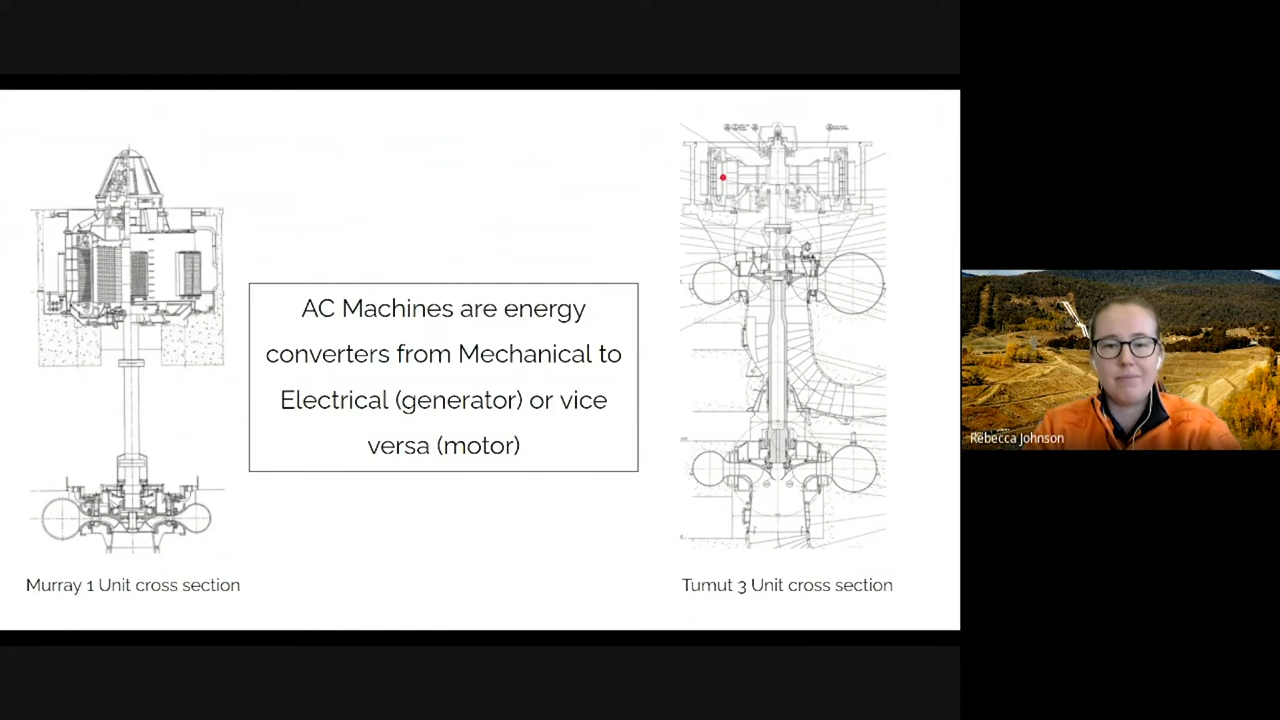 AC Machines are energy
converters from Mechanical to
Electrical (generator) or vice
versa (motor)
Murray 1 Unit cross section
Tumut 3 Unit cross section
Rebecca Johnson